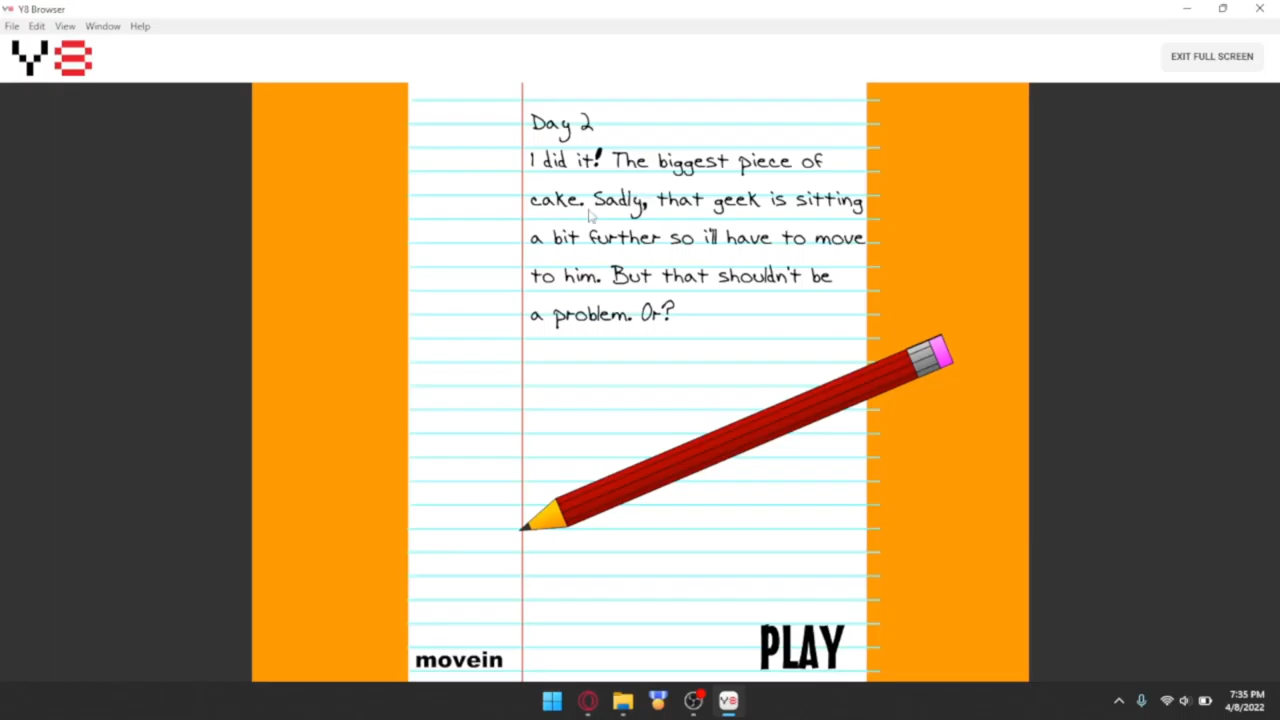 Y8 Browser
File Edit View Window Help
Y8
EXIT FULL SCREEN
Day 2
I did it! The biggest piece of
cake. Sadly, that geek is sitting
a bit further so i'll have to move
to him. But that shouldn't be
a problem. Or?
movein
PLAY
7:35 PM
4/8/2022